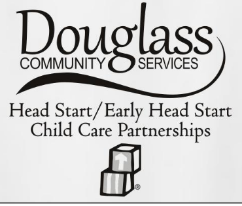 Douglass
COMMUNITY SERVICES
Head Start/Early Head Start
Child Care Partnerships
®